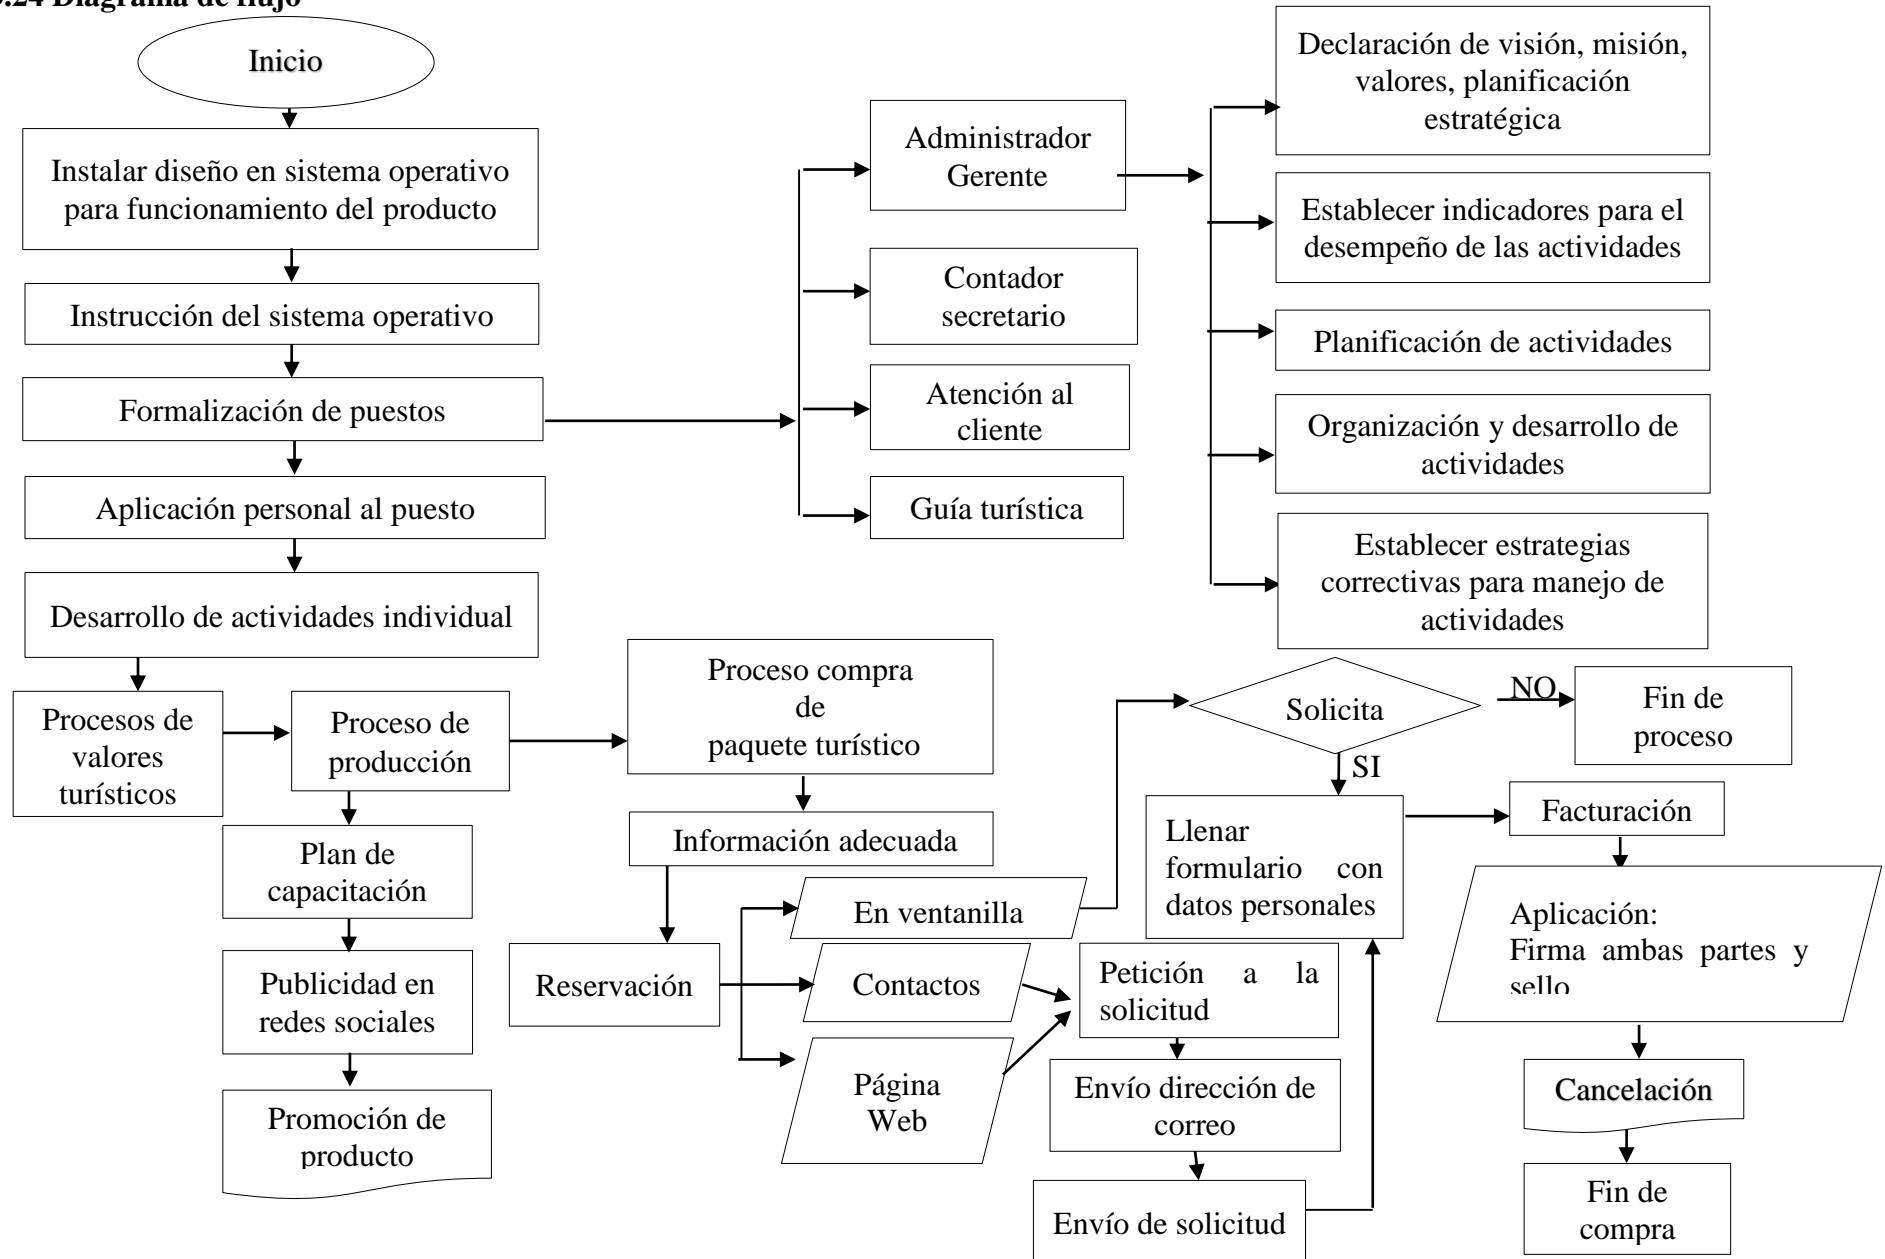 Diagrama de flujo
Inicio
Instalar diseño en sistema operativo
para funcionamiento del producto
Instrucción del sistema operativo
Formalización de puestos
Aplicación personal al puesto
Desarrollo de actividades individual
Administrador
Gerente
Contador
secretario
Atención al
cliente
Guía turística
Declaración de visión, misión,
valores, planificación
estratégica
Establecer indicadores para el
desempeño de las actividades
Planificación de actividades
Organización y desarrollo de
actividades
Establecer estrategias
correctivas para manejo de
actividades
Procesos de
valores
turísticos
Proceso de
producción
Plan de
capacitación
Publicidad en
redes sociales
Promoción de
producto
Proceso compra
de
paquete turístico
Información adecuada
Reservación
En ventanilla
Contactos
Página
Web
Solicita
NO
Fin de
proceso
SI
Llenar
formulario con
datos personales
Petición a la
solicitud
Envío dirección de
correo
Envío de solicitud
Facturación
Aplicación:
Firma ambas partes y
sello
Cancelación
Fin de
compra